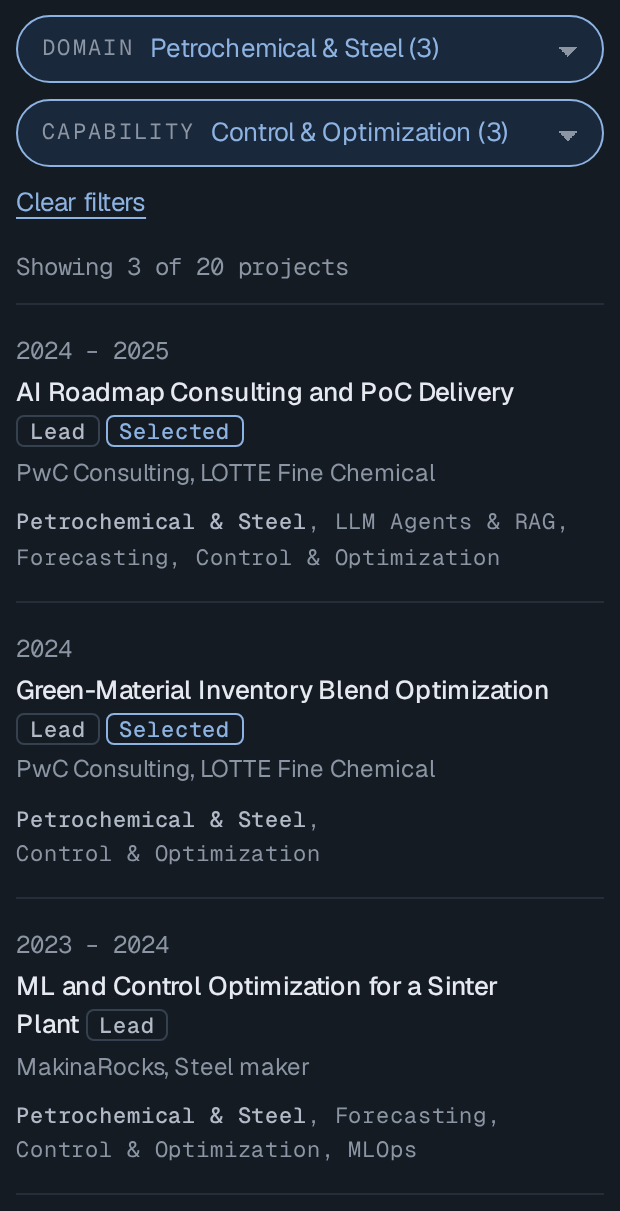 DOMAIN Petrochemical & Steel (3)
CAPABILITY Control & Optimization (3)
Clear filters
Showing 3 of 20 projects
2024 – 2025
AI Roadmap Consulting and PoC Delivery
Lead Selected
PwC Consulting, LOTTE Fine Chemical
Petrochemical & Steel, LLM Agents & RAG,
Forecasting, Control & Optimization
2024
Green-Material Inventory Blend Optimization
Lead Selected
PwC Consulting, LOTTE Fine Chemical
Petrochemical & Steel,
Control & Optimization
2023 – 2024
ML and Control Optimization for a Sinter
Plant Lead
MakinaRocks, Steel maker
Petrochemical & Steel, Forecasting,
Control & Optimization, MLOps